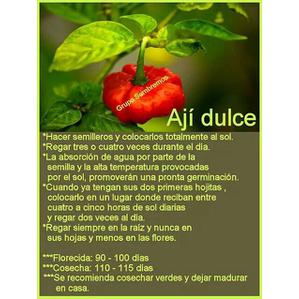 Grupo Sembremos
Ají dulce
*Hacer semilleros y colocarlos totalmente al sol.
*Regar tres o cuatro veces durante el dia.
*La absorción de agua por parte de la
semilla y la alta temperatura provocadas
por el sol, promoverán una pronta germinación.
*Cuando ya tengan sus dos primeras hojitas ,
colocarlo en un lugar donde reciban entre
cuatro a cinco horas de sol diarias
y regar dos veces al dia.
*Regar siempre en la raíz y nunca en
sus hojas y menos en las flores.
***Florecida: 90 - 100 dias
***Cosecha: 110 - 115 dias
***Se recomienda cosechar verdes y dejar madurar
en casa.